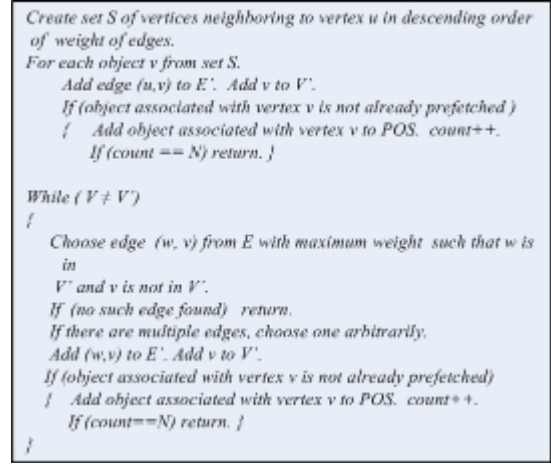 Create set S of vertices neighboring to vertex u in descending order
of weight of edges.
For each object v from set S.
Add edge (u,v) to E'. Add v to V'.
If (object associated with vertex v is not already prefetched )
{ Add object associated with vertex v to POS. count++.
If (count == N) return. }
While ( V ≠ V')
{
Choose edge (w, v) from E with maximum weight such that w is
in
V' and v is not in V'.
If (no such edge found) return.
If there are multiple edges, choose one arbitrarily.
Add (w,v) to E'. Add v to V'.
If (object associated with vertex v is not already prefetched)
{ Add object associated with vertex v to POS. count++.
If (count==N) return. }
}